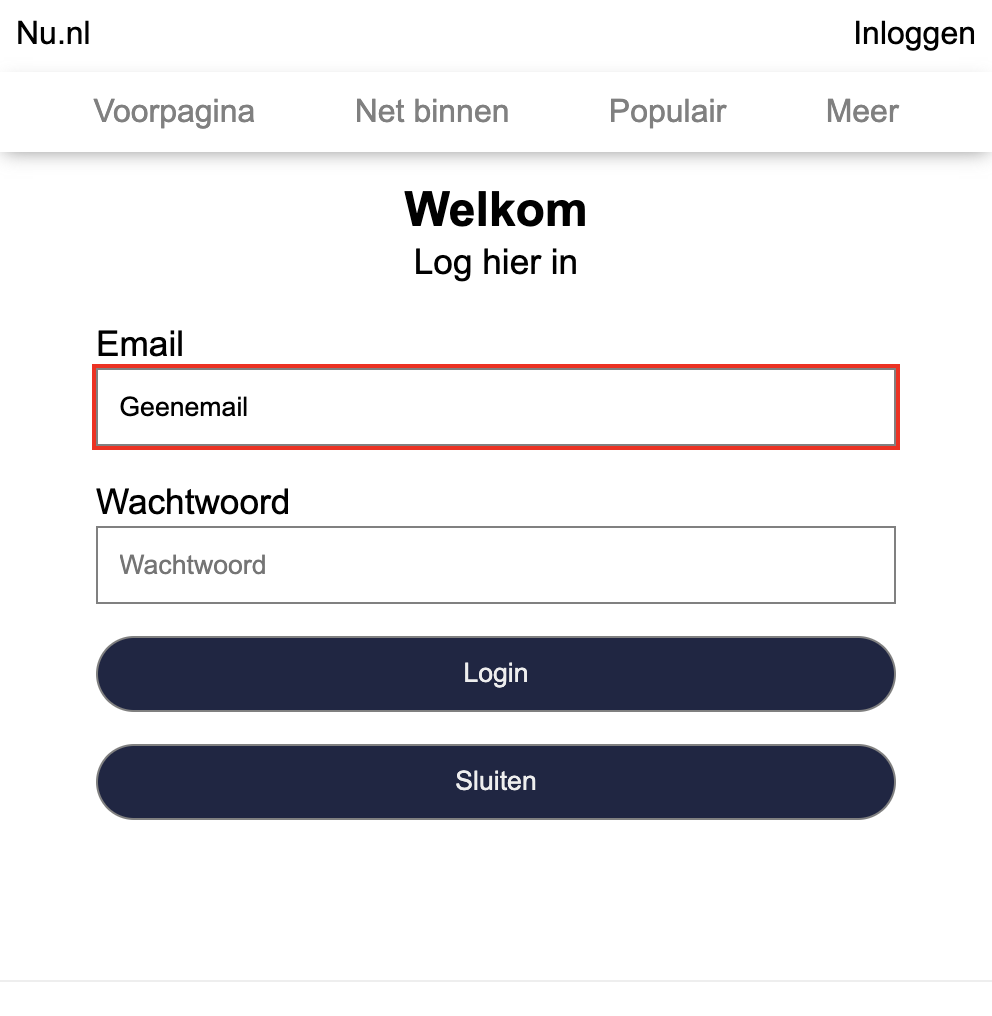 Nu.nl Inloggen
Voorpagina Net binnen Populair Meer
Welkom
Log hier in
Email
Geenemail
Wachtwoord
Wachtwoord
Login
Sluiten